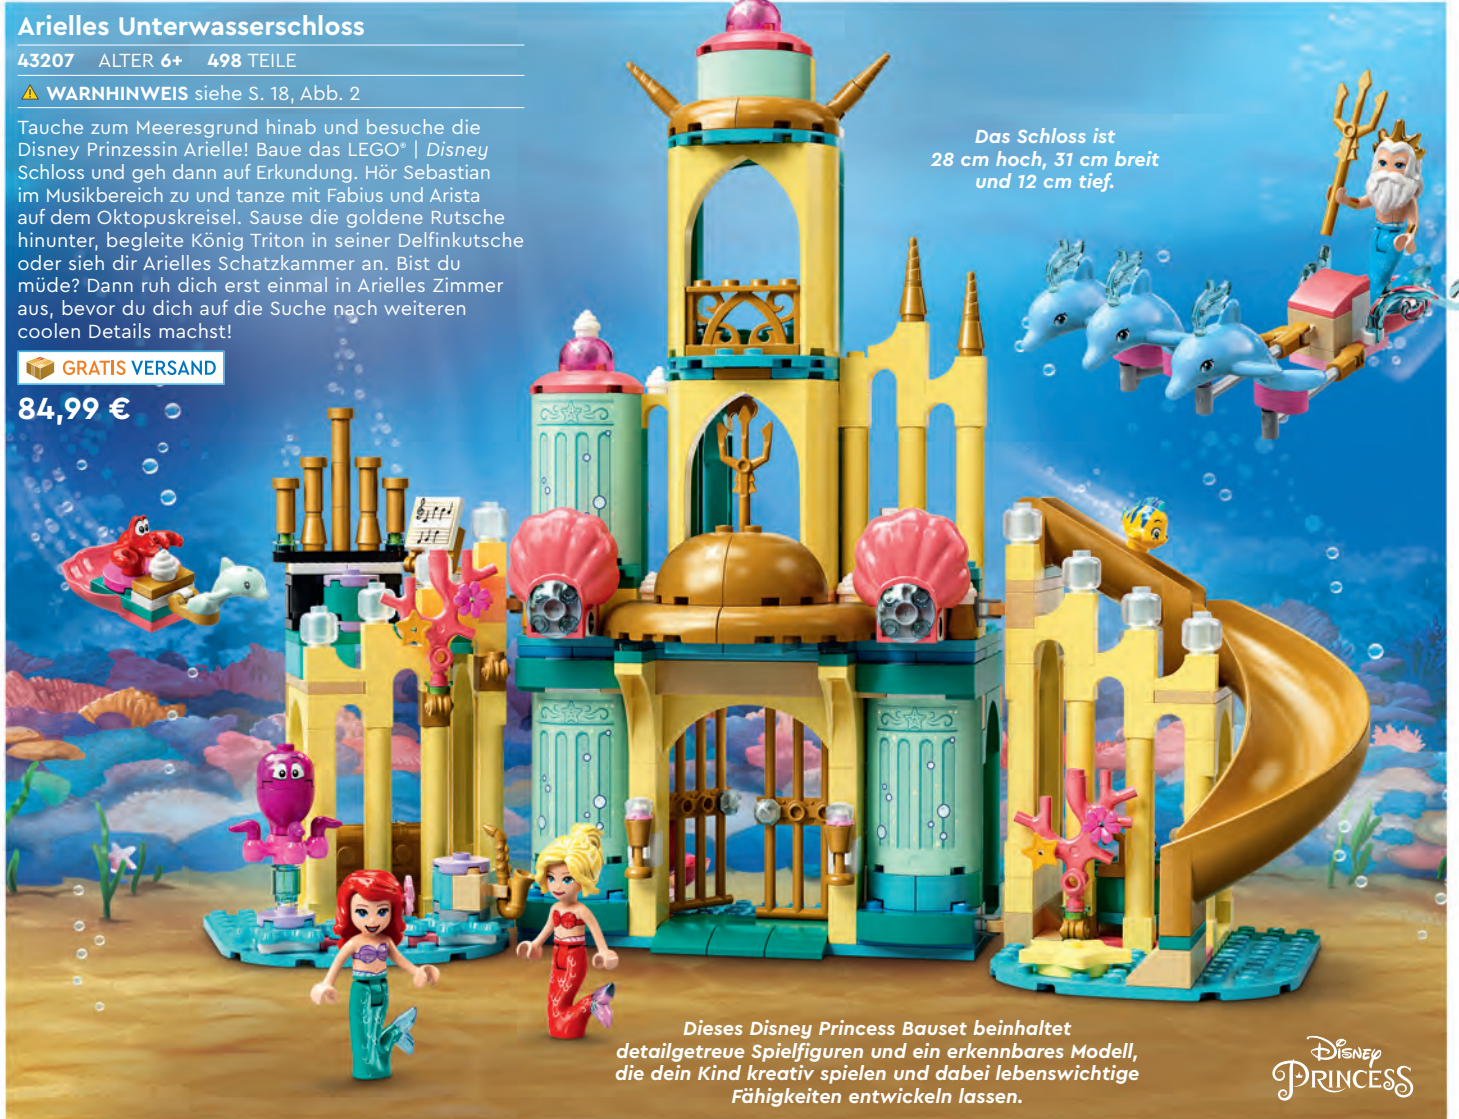 Arielles Unterwasserschloss
43207 ALTER 6+ 498 TEILE
WARNHINWEIS siehe S. 18, Abb. 2
Tauche zum Meeresgrund hinab und besuche die
Disney Prinzessin Arielle! Baue das LEGO® | Disney
Schloss und geh dann auf Erkundung. Hör Sebastian
im Musikbereich zu und tanze mit Fabius und Arista
auf dem Oktopuskreisel. Sause die goldene Rutsche
hinunter, begleite König Triton in seiner Delfinkutsche
oder sieh dir Arielles Schatzkammer an. Bist du
müde? Dann ruh dich erst einmal in Arielles Zimmer
aus, bevor du dich auf die Suche nach weiteren
coolen Details machst!
GRATIS VERSAND
84,99 €
Das Schloss ist
28 cm hoch, 31 cm breit
und 12 cm tief.
Dieses Disney Princess Bauset beinhaltet
detailgetreue Spielfiguren und ein erkennbares Modell,
die dein Kind kreativ spielen und dabei lebenswichtige
Fähigkeiten entwickeln lassen.
Disney
PRINCESS